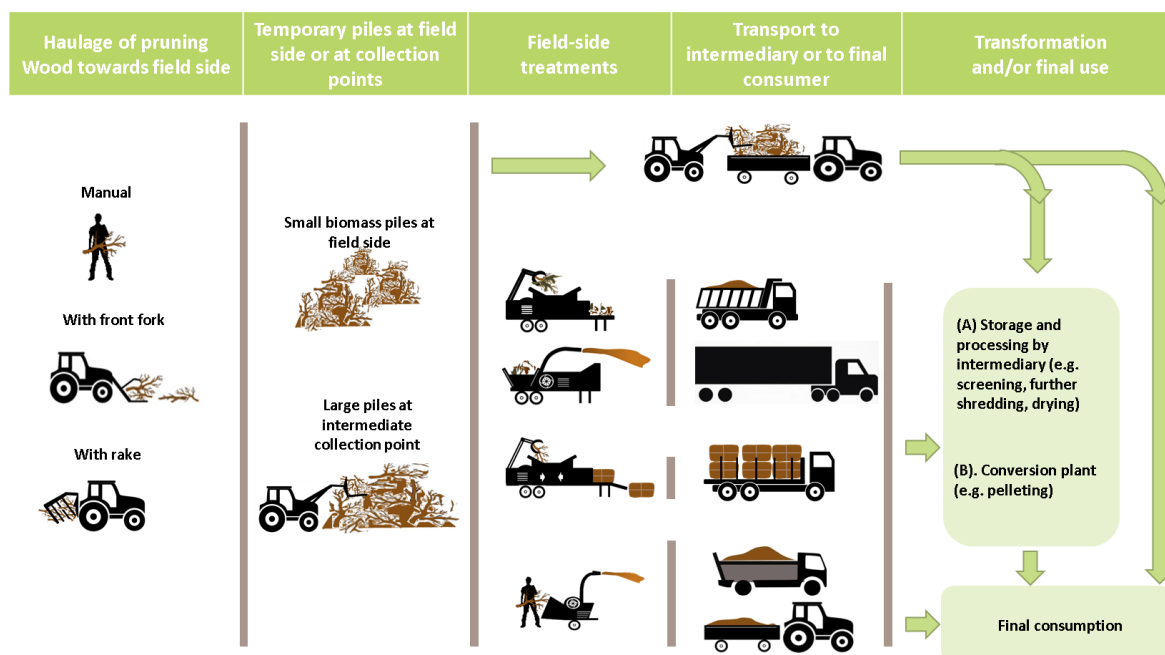 Haulage of pruning
Wood towards field side
Temporary piles at field
side or at collection
points
Field-side
treatments
Transport to
intermediary or to final
consumer
Transformation
and/or final use
Manual
With front fork
With rake
Small biomass piles at
field side
Large piles at
intermediate
collection point
(A) Storage and
processing by
intermediary (e.g.
screening, further
shredding, drying)
(B). Conversion plant
(e.g. pelleting)
Final consumption